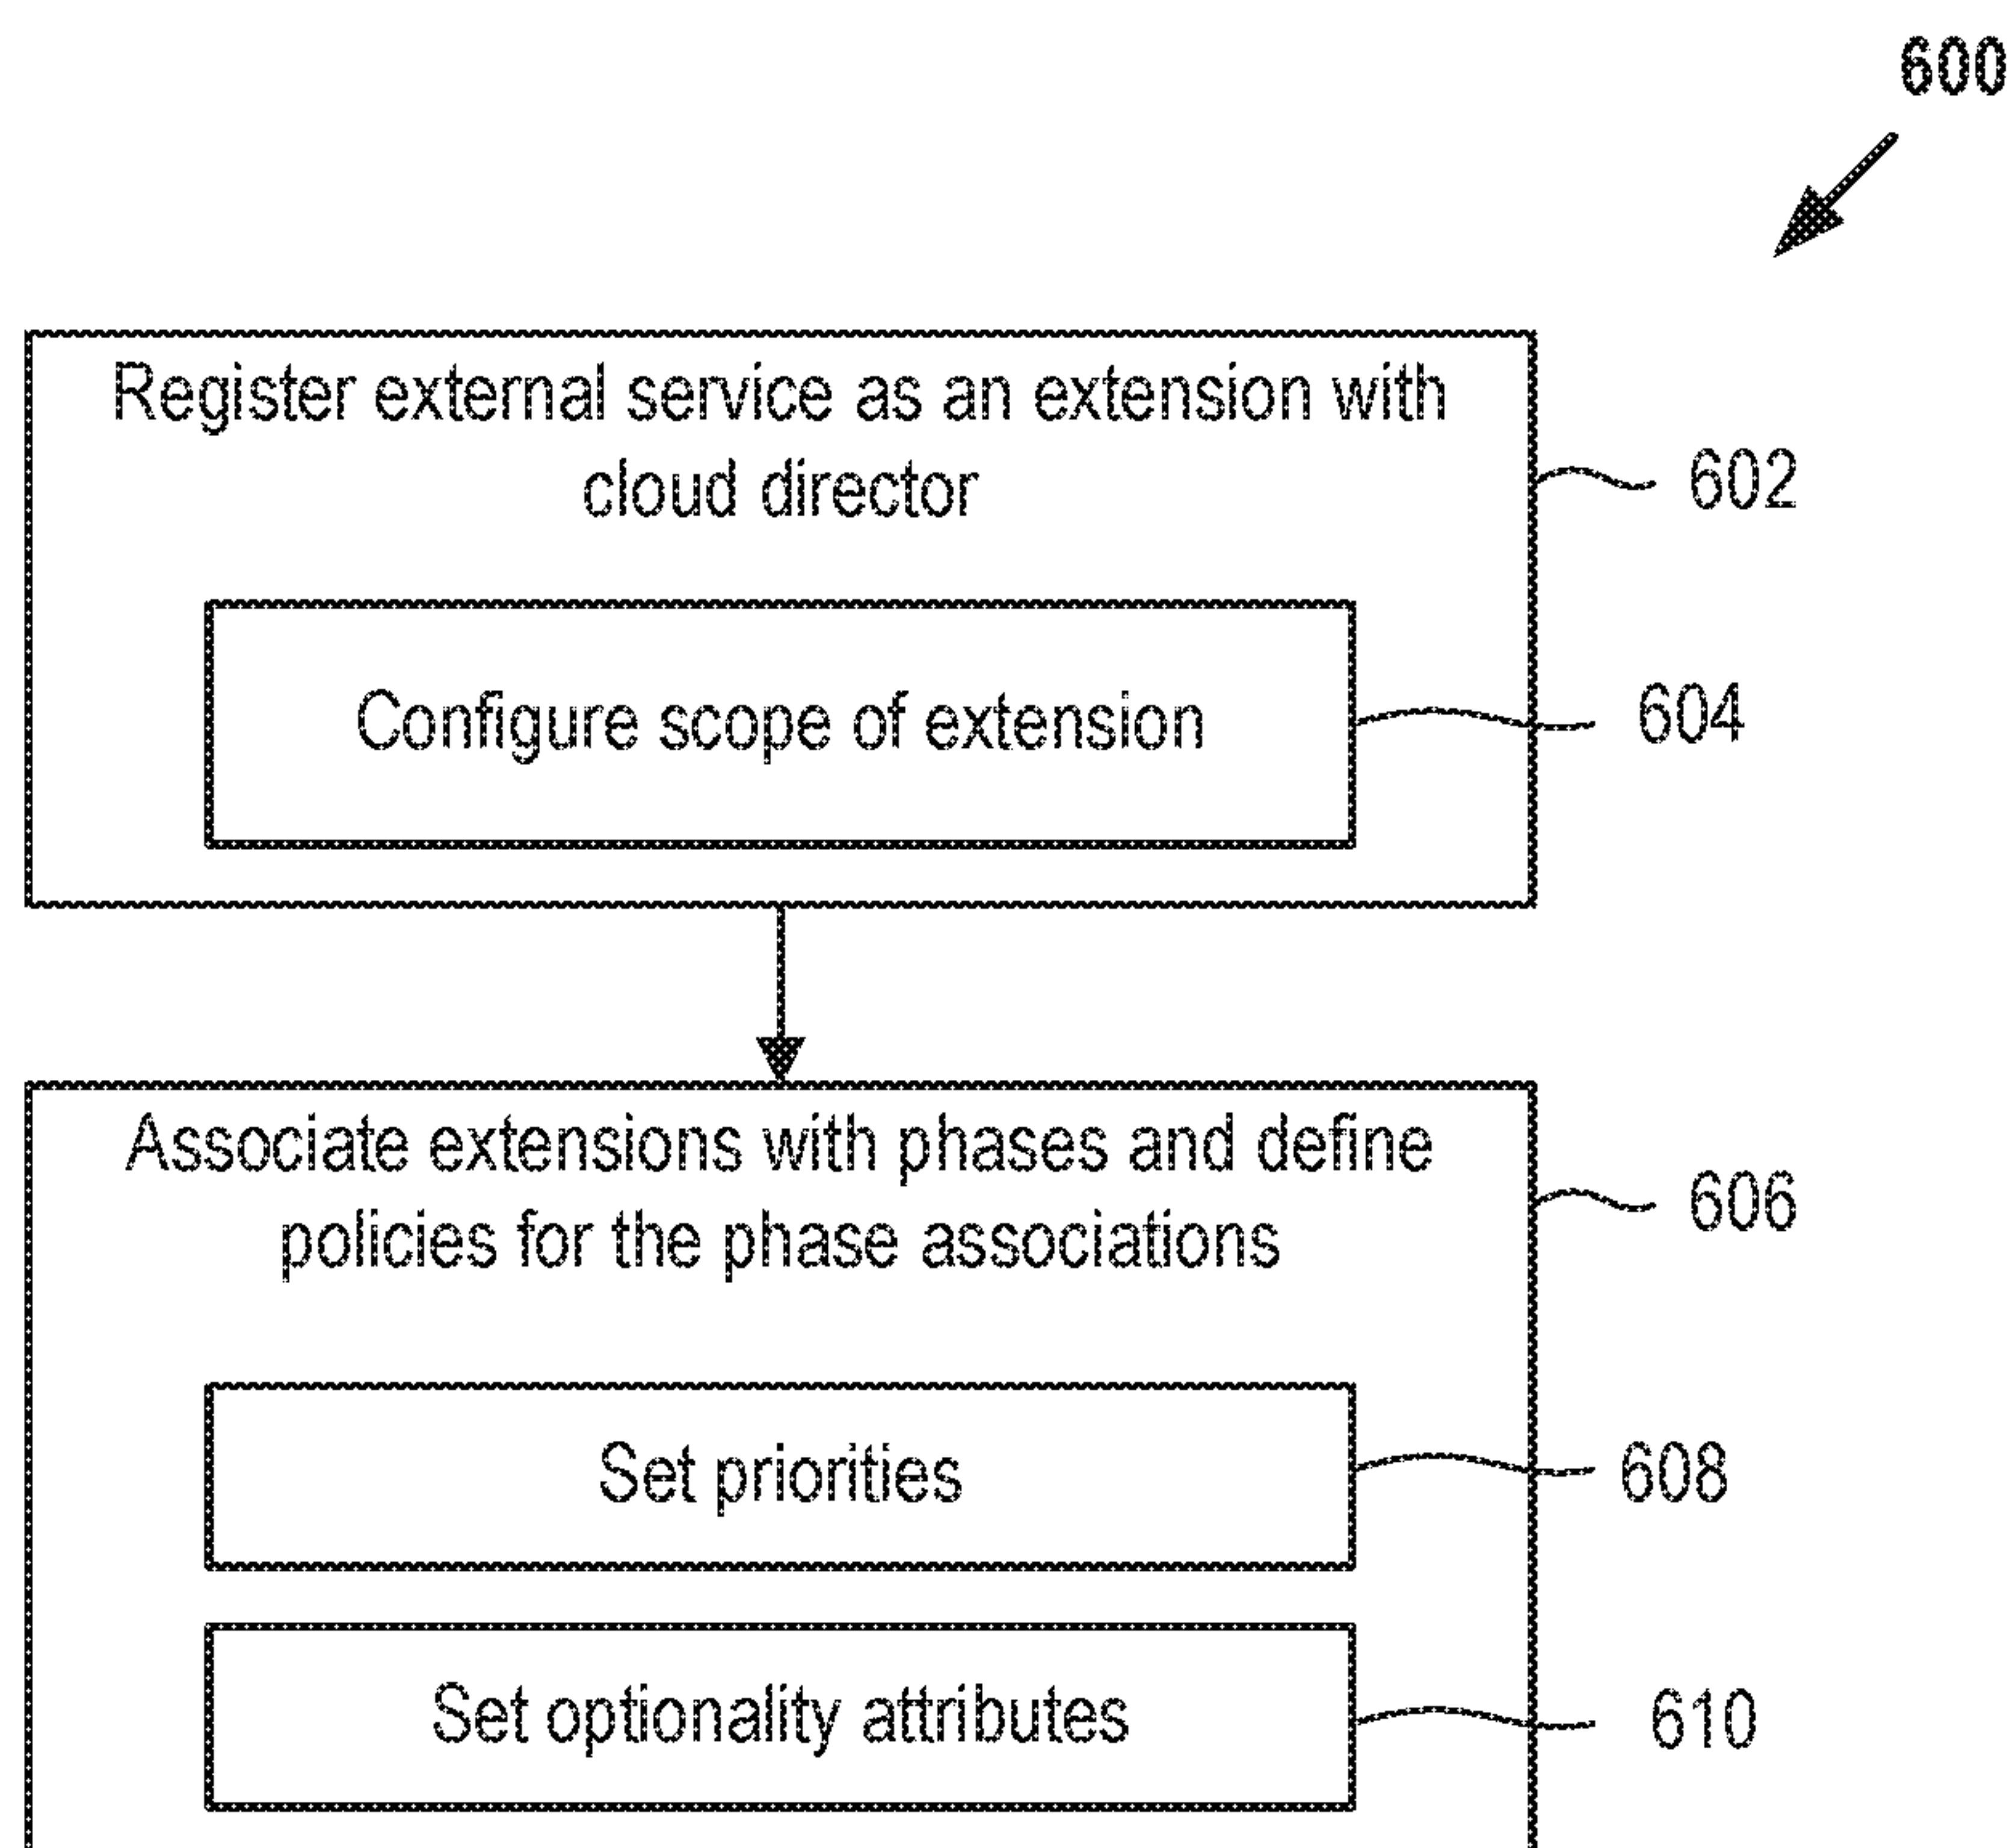 600
Register external service as an extension with
cloud director
602
Configure scope of extension
604
Associate extensions with phases and define
policies for the phase associations
606
Set priorities
608
Set optionality attributes
610